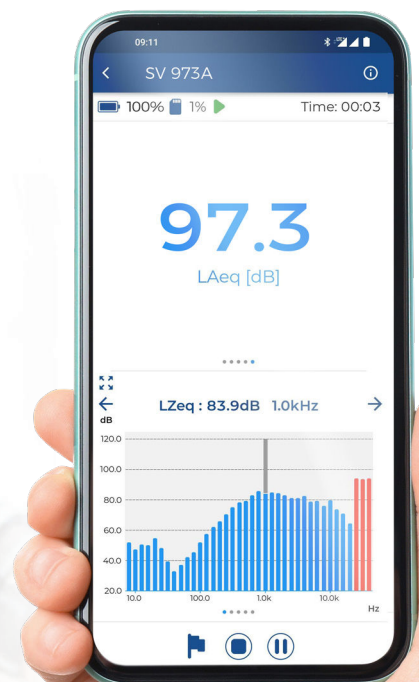 09:11
SV 973A
100% 1% Time: 00:03
97.3
LAeq [dB]
LZeq : 83.9dB 1.0kHz
dB
120.0
100.0
80.0
60.0
40.0
20.0
10.0 100.0 1.0k 10.0k
Hz